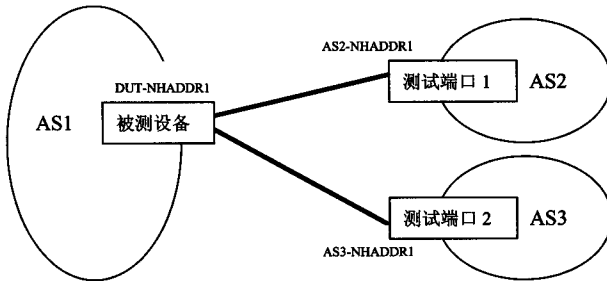 AS2-NHADDR1
测试端口 1
AS2
DUT-NHADDR1
AS1
被测设备
测试端口 2
AS3
AS3-NHADDR1